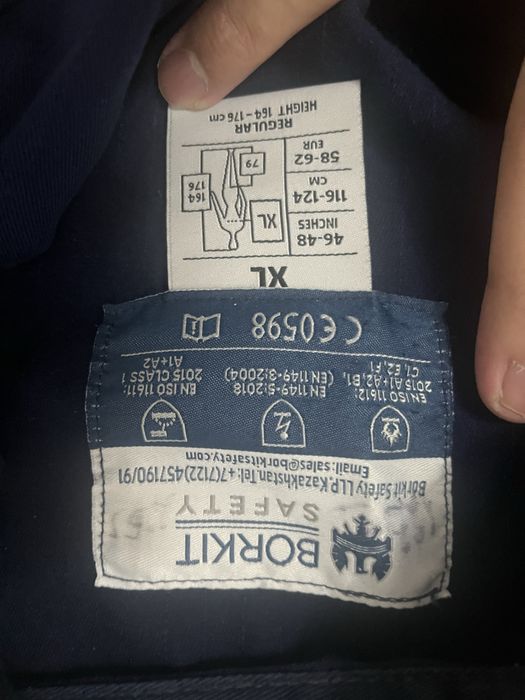 BORKIT
SAFETY
Borkit Safety LLP. Kazakhstan. Tel: +7(7122)457190/91
Email: sales@borkitsafety.com
EN ISO 11612:
2015 A1+A2, B1,
C1, E2, F1
EN 1149-5:2018
(EN 1149-3:2004)
EN ISO 11611:
2015 CLASS 1
A1+A2
CE0598
XL
46-48
INCHES
116-124
CM
58-62
EUR
XL
79
164
176
REGULAR
HEIGHT 164-176 cm